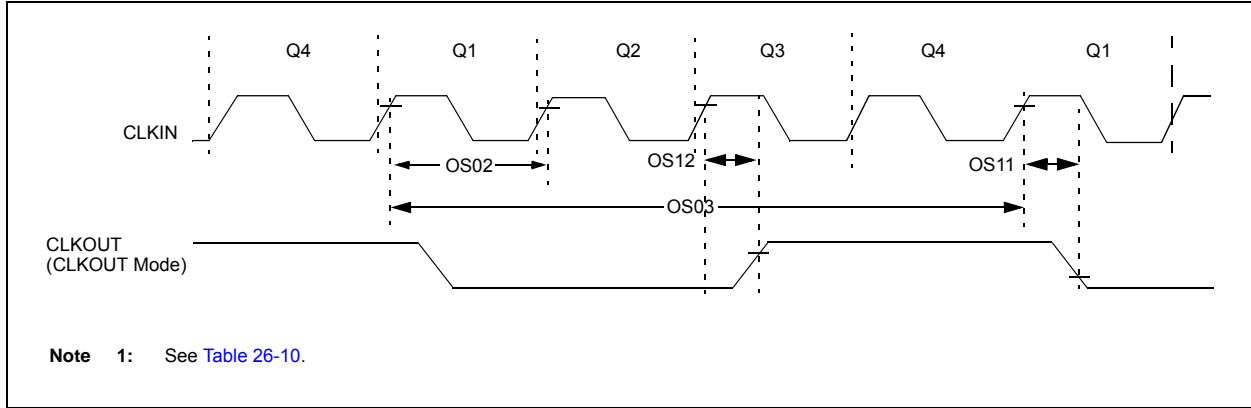 Q4 Q1 Q2 Q3 Q4 Q1
CLKIN
OS02
OS12
OS11
OS03
CLKOUT
(CLKOUT Mode)
Note 1: See Table 26-10.